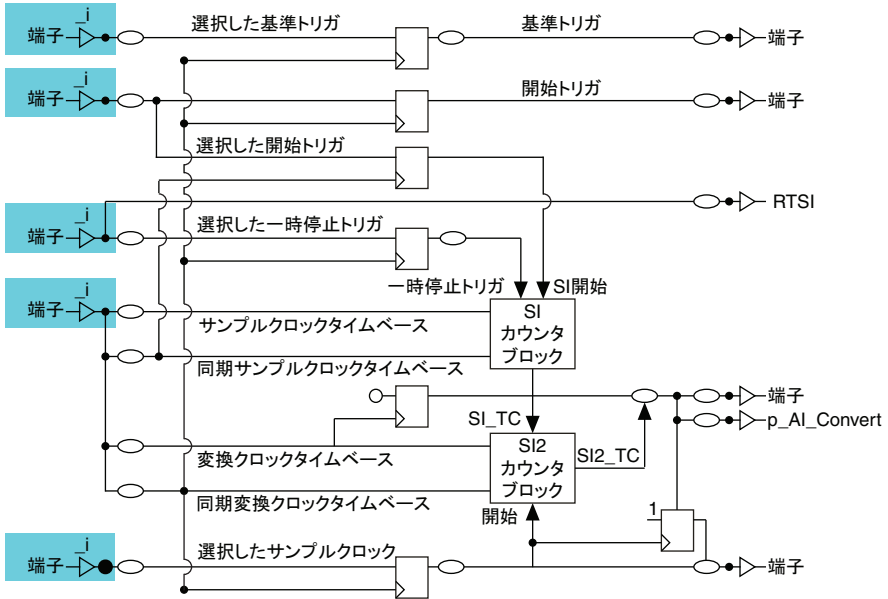 _i
端子
選択した基準トリガ
基準トリガ
端子
_i
端子
開始トリガ
端子
選択した開始トリガ
_i
端子
RTSI
選択した一時停止トリガ
一時停止トリガ
SI開始
_i
端子
サンプルクロックタイムベース
SI
カウンタ
ブロック
同期サンプルクロックタイムベース
端子
SI_TC
p_AI_Convert
変換クロックタイムベース
SI2
カウンタ
ブロック
SI2_TC
同期変換クロックタイムベース
開始
1
_i
端子
選択したサンプルクロック
端子